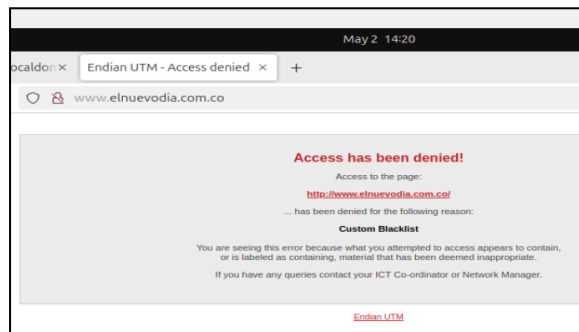 May 2 14:20
ocaldon
Endian UTM - Access denied
www.elnuevodia.com.co
Access has been denied!
Access to the page:
http://www.elnuevodia.com.co/
... has been denied for the following reason:
Custom Blacklist
You are seeing this error because what you attempted to access appears to contain,
or is labeled as containing, material that has been deemed inappropriate.
If you have any queries contact your ICT Co-ordinator or Network Manager.
Endian UTM